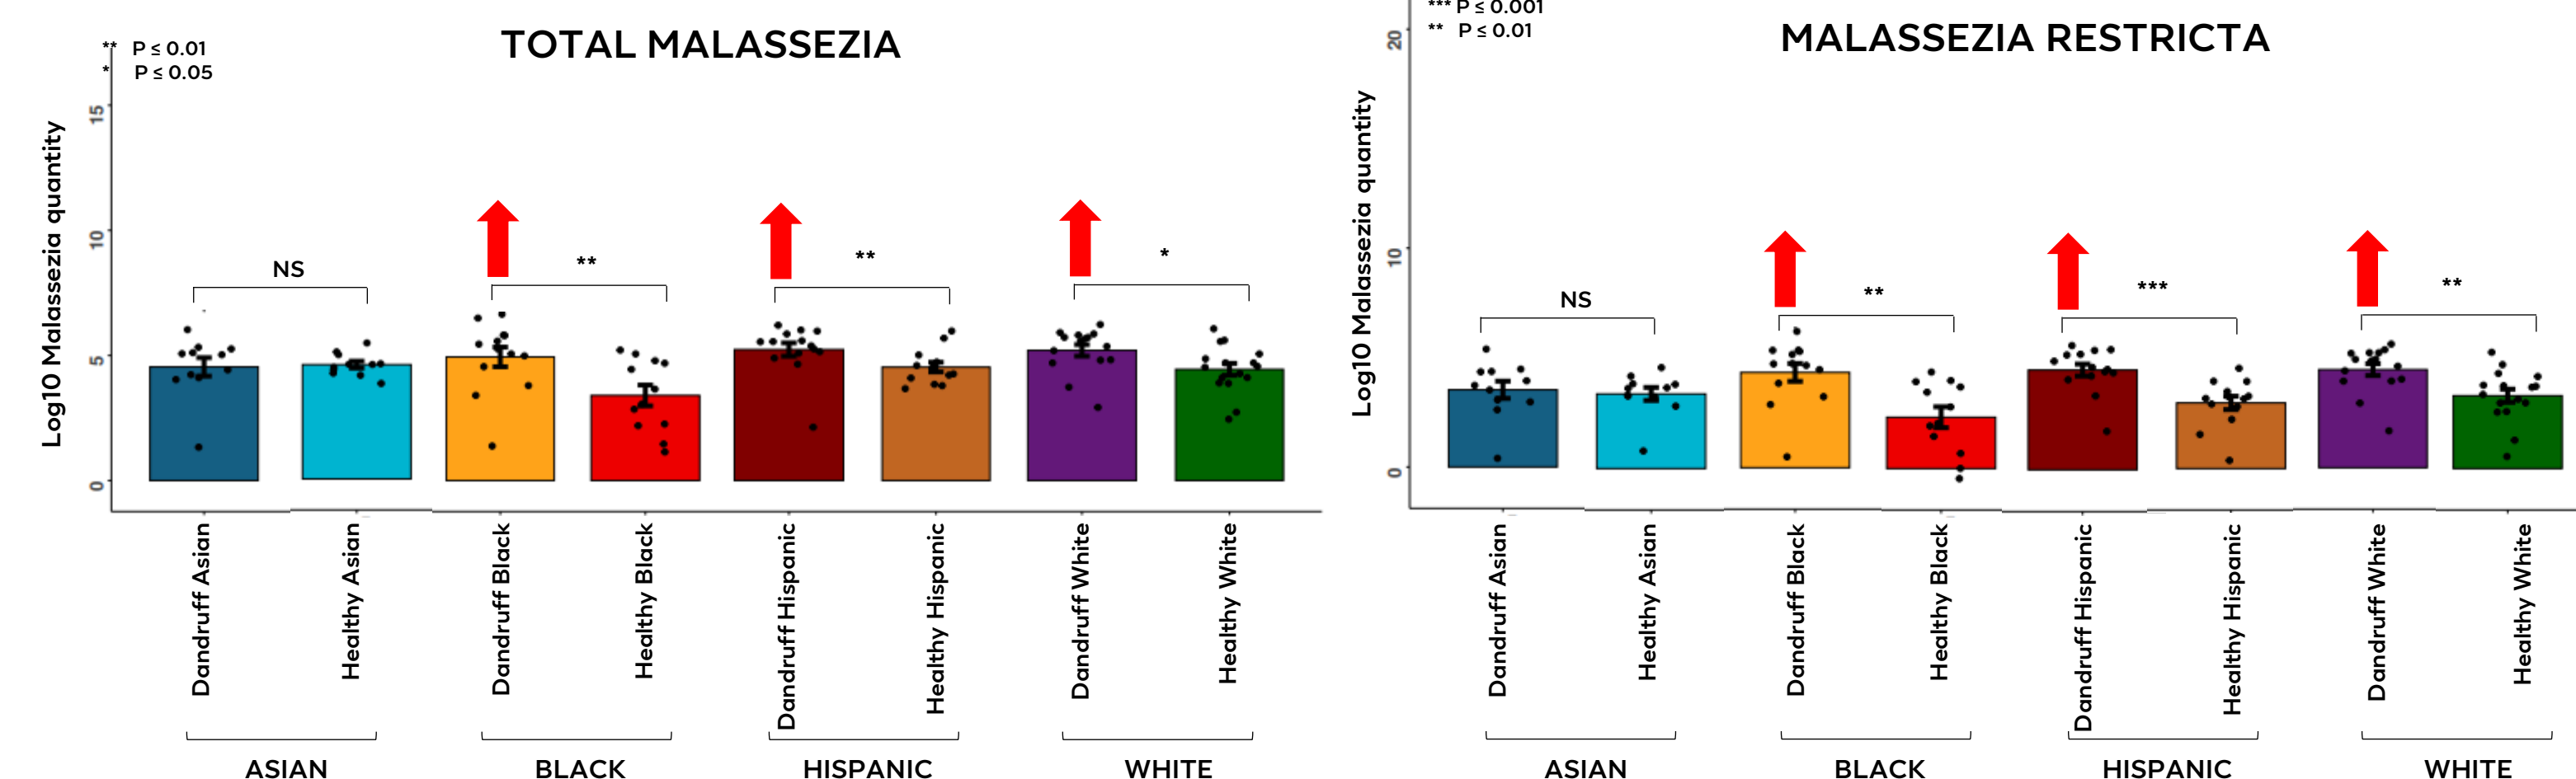 ** P ≤ 0.01
* P ≤ 0.05
TOTAL MALASSEZIA
Log10 Malassezia quantity
15
10
5
0
NS
**
**
*
Dandruff Asian
Healthy Asian
Dandruff Black
Healthy Black
Dandruff Hispanic
Healthy Hispanic
Dandruff White
Healthy White
ASIAN
BLACK
HISPANIC
WHITE
*** P ≤ 0.001
** P ≤ 0.01
MALASSEZIA RESTRICTA
Log10 Malassezia quantity
20
10
0
NS
**
***
**
Dandruff Asian
Healthy Asian
Dandruff Black
Healthy Black
Dandruff Hispanic
Healthy Hispanic
Dandruff White
Healthy White
ASIAN
BLACK
HISPANIC
WHITE